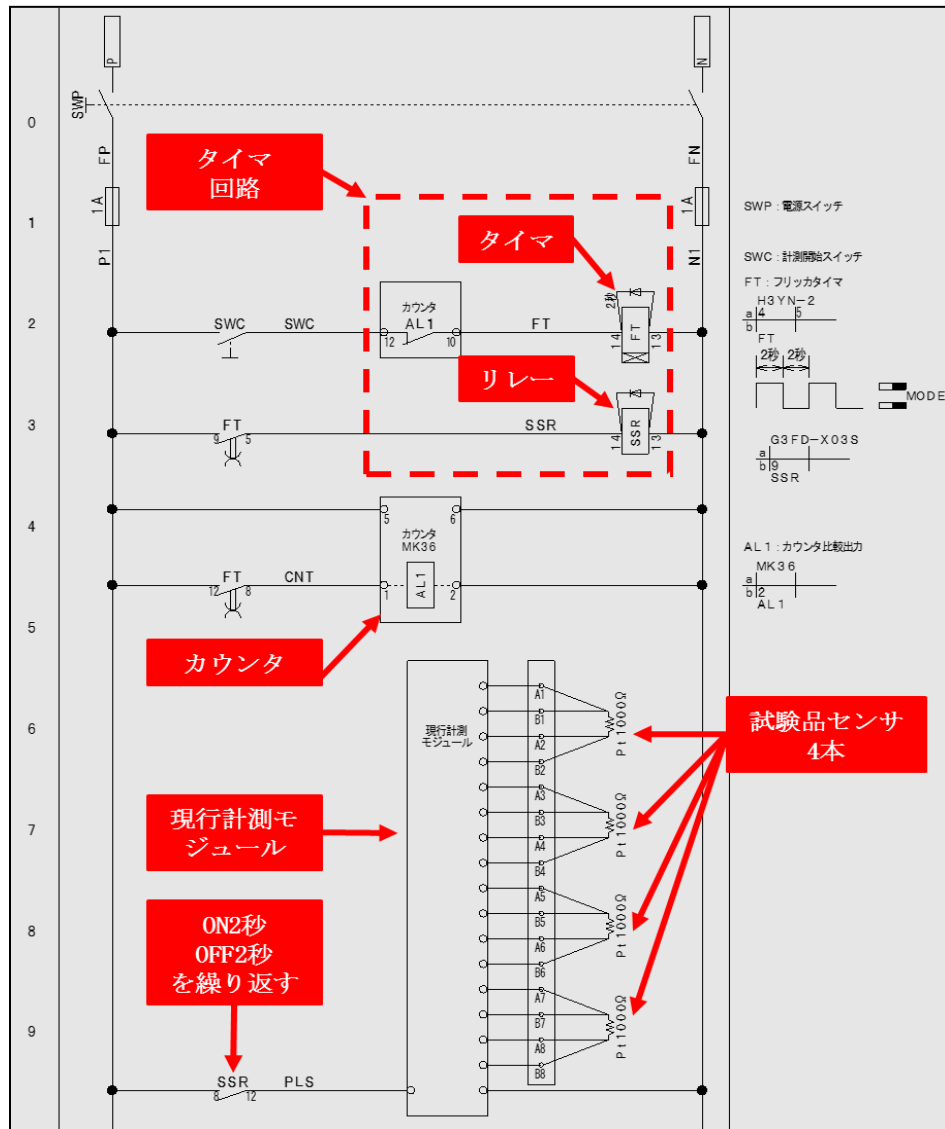 P
N
SWP
0
FP
FN
タイマ
回路
1A
1A
1
SWP：電源スイッチ
P1
N1
タイマ
SWC：計測開始スイッチ
FT：フリッカタイマ
H3YN-2
a 4 5
b
FT
2秒
カウンタ
AL1
SWC SWC
FT
FT
2
12 10
14 13
2秒 2秒
リレー
MODE
3
FT
SSR
SSR
9 5
14 13
G3FD-X03S
a
b 9
SSR
5 6
4
カウンタ
MK36
AL1：カウンタ比較出力
MK36
a
b 2
AL1
FT CNT
AL1
12 8
1 2
5
カウンタ
A1
B1
A2
B2
Pt1000Ω
6
現行計測
モジュール
試験品センサ
4本
A3
B3
A4
B4
Pt1000Ω
7
現行計測モ
ジュール
A5
B5
A6
B6
Pt1000Ω
8
ON2秒
OFF2秒
を繰り返す
A7
B7
A8
B8
Pt1000Ω
9
SSR PLS
8 12